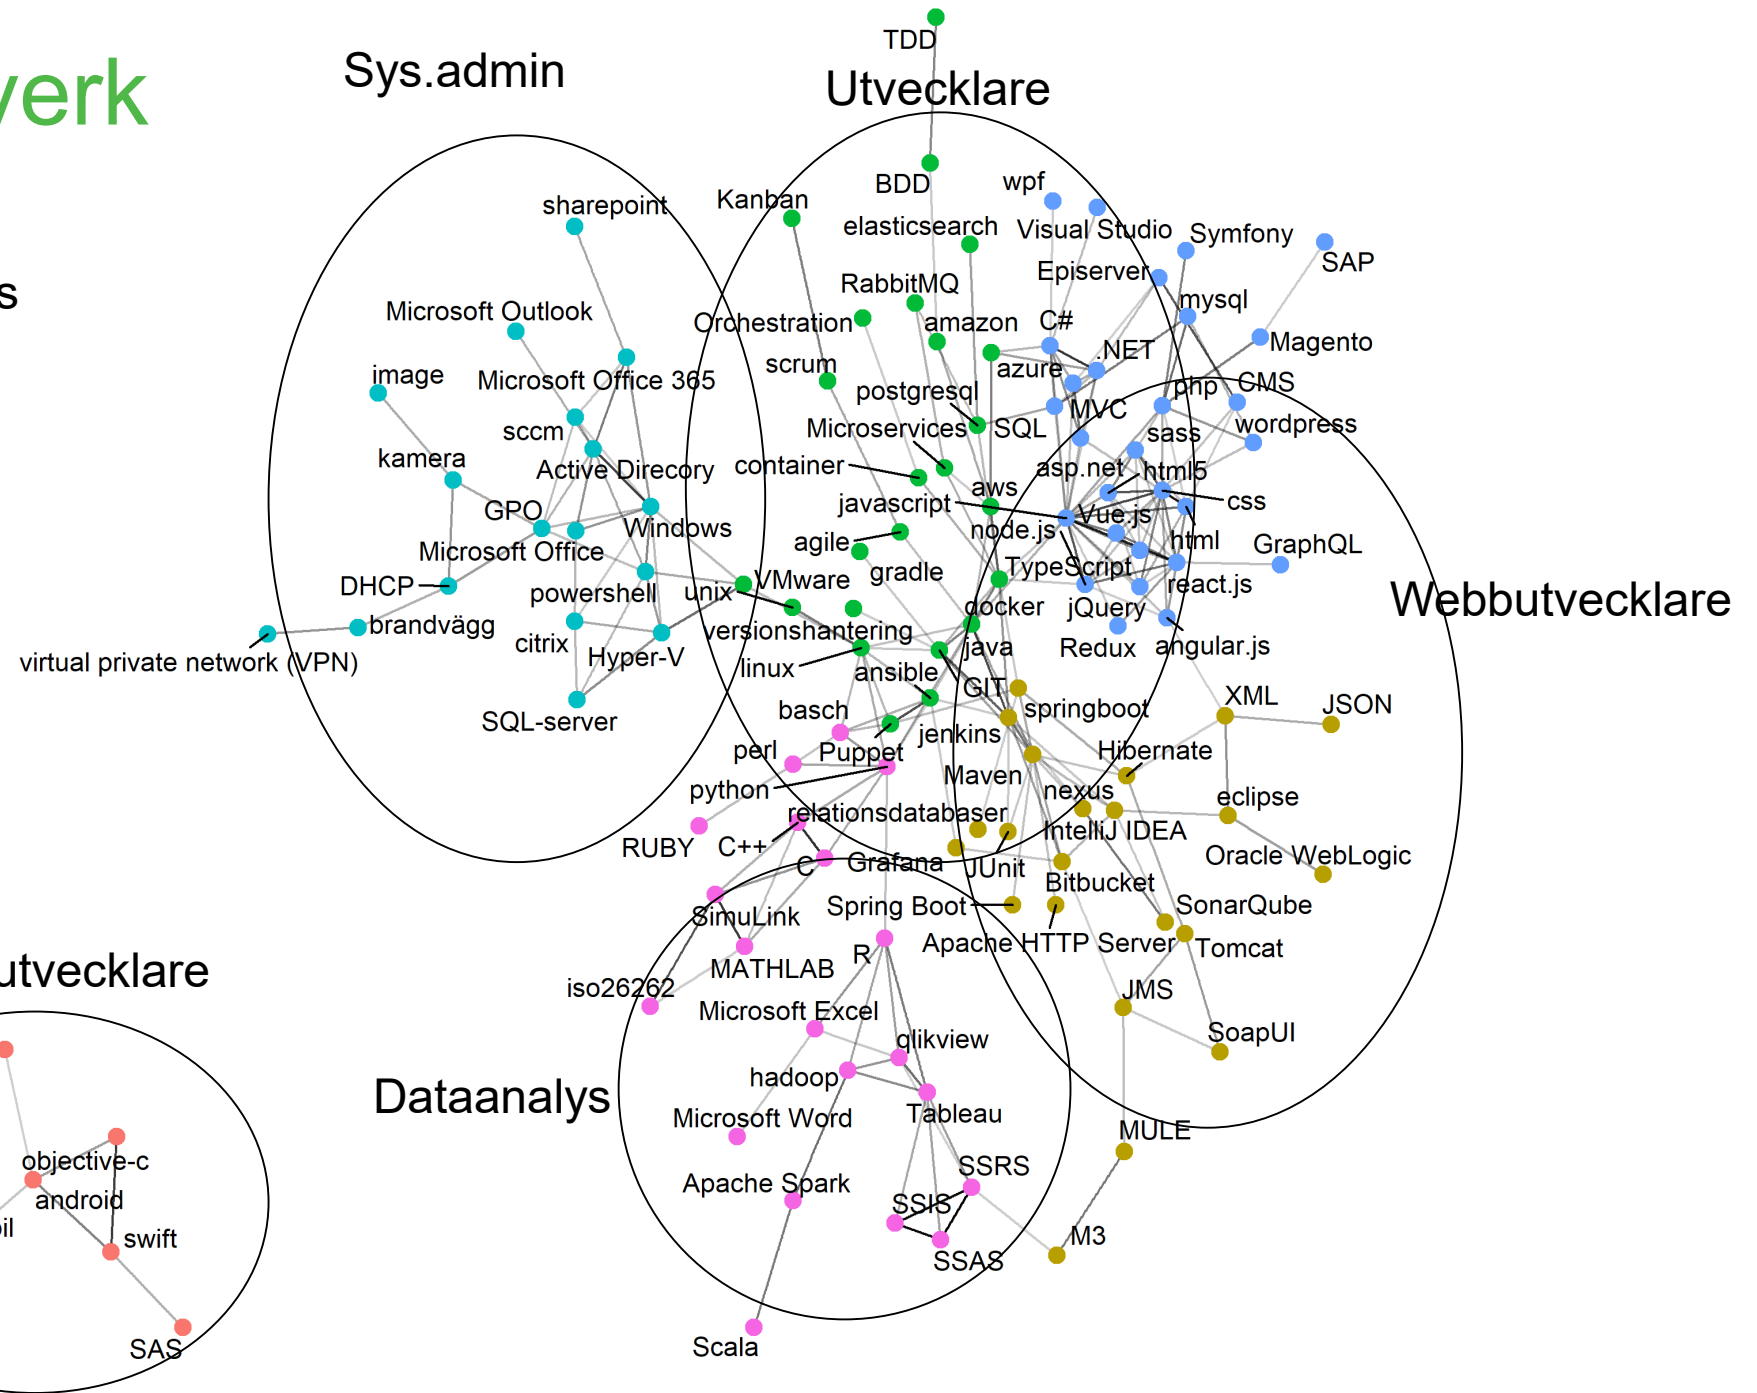 TDD
Sys.admin
Utvecklare
verk
BDD
wpf
Kanban
sharepoint
elasticsearch
Visual Studio
Symfony
SAP
Episerver
RabbitMQ
s
mysql
Microsoft Outlook
Orchestration
amazon
C#
Magento
.NET
scrum
azure
image
Microsoft Office 365
postgresql
php
CMS
MVC
wordpress
sccm
Microservices
SQL
sass
kamera
Active Direcory
container
asp.net
html5
aws
css
GPO
javascript
Vue.js
Windows
node.js
agile
html
GraphQL
Microsoft Office
TypeScript
gradle
VMware
DHCP
powershell
unix
react.js
Webbutvecklare
docker
jQuery
brandvägg
versionshantering
citrix
java
Redux
angular.js
Hyper-V
virtual private network (VPN)
linux
ansible
GIT
XML
JSON
basch
springboot
SQL-server
jenkins
perl
Puppet
Hibernate
Maven
python
nexus
eclipse
relationsdatabaser
IntelliJ IDEA
RUBY
C++
Oracle WebLogic
C
Grafana
JUnit
Bitbucket
SimuLink
Spring Boot
SonarQube
Apache HTTP Server
Tomcat
R
utvecklare
MATHLAB
iso26262
JMS
Microsoft Excel
SoapUI
qlikview
hadoop
Dataanalys
Microsoft Word
Tableau
MULE
objective-c
SSRS
Apache Spark
android
SSIS
il
swift
M3
SSAS
SAS
Scala